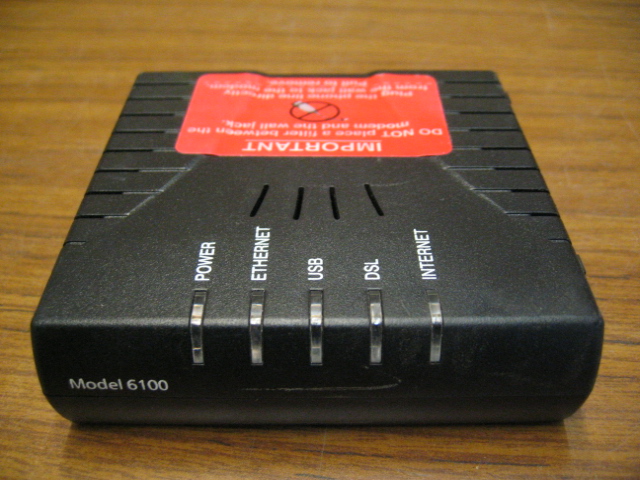 IMPORTANT
DO NOT place a filter between the
modem and the wall jack.
Plug the phone line directly
from the wall jack to the modem.
Pull to remove.
POWER
ETHERNET
USB
DSL
INTERNET
Model 6100